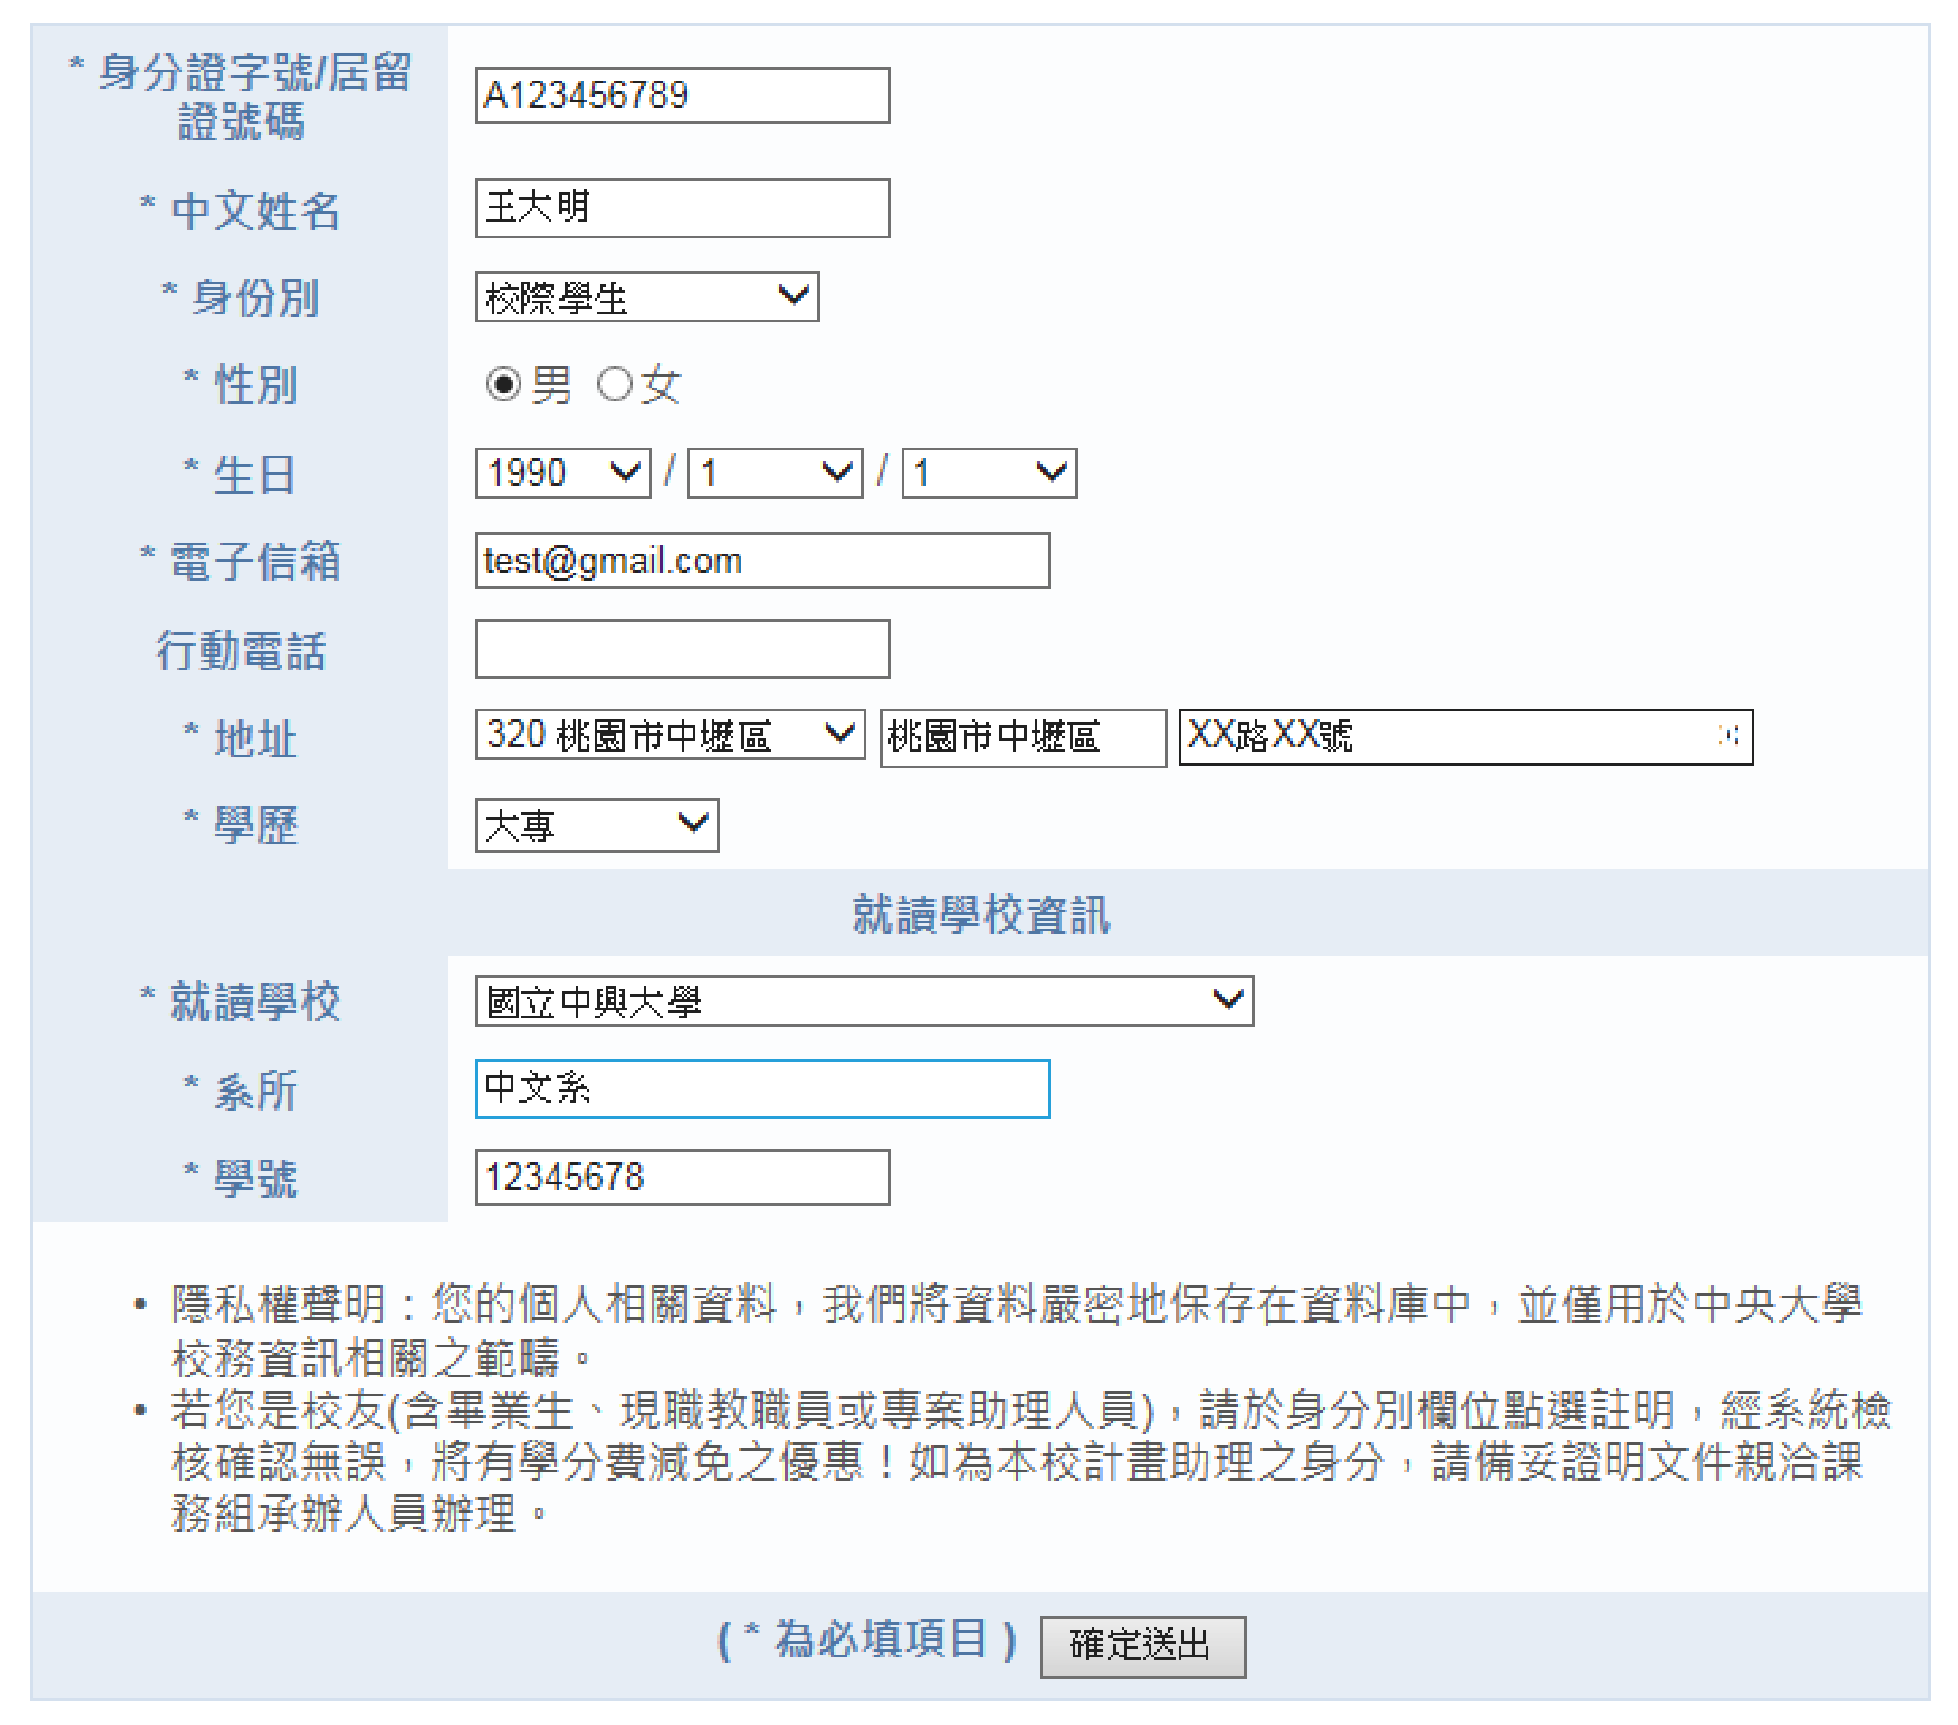 * 身分證字號/居留
證號碼
A123456789
* 中文姓名
王大明
* 身份別
校際學生
* 性別
男 女
* 生日
1990 / 1 / 1
* 電子信箱
test@gmail.com
行動電話
* 地址
320 桃園市中壢區 桃園市中壢區 XX路XX號
* 學歷
大專
就讀學校資訊
* 就讀學校
國立中興大學
* 系所
中文系
* 學號
12345678
• 隱私權聲明：您的個人相關資料，我們將資料嚴密地保存在資料庫中，並僅用於中央大學
校務資訊相關之範疇。
• 若您是校友(含畢業生、現職教職員或專案助理人員)，請於身分別欄位點選註明，經系統檢
核確認無誤，將有學分費減免之優惠！如為本校計畫助理之身分，請備妥證明文件親洽課
務組承辦人員辦理。
( * 為必填項目 ) 確定送出